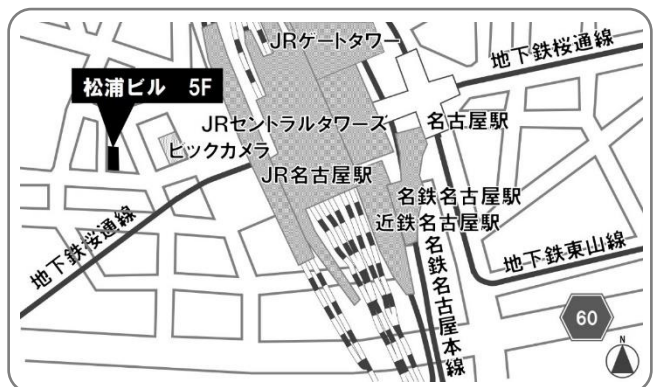 JRゲートタワー
地下鉄桜通線
松浦ビル 5F
JRセントラルタワーズ
名古屋駅
ビックカメラ
JR名古屋駅
名鉄名古屋駅
近鉄名古屋駅
地下鉄桜通線
名鉄名古屋本線
地下鉄東山線
60
N